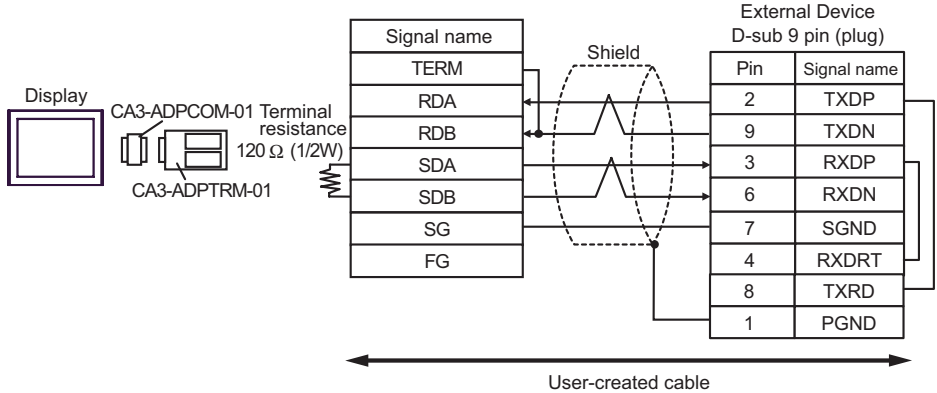 External Device
D-sub 9 pin (plug)
Signal name
Shield
Pin Signal name
TERM
RDA
RDB
SDA
SDB
SG
FG
2 TXDP
9 TXDN
3 RXDP
6 RXDN
7 SGND
4 RXDRT
8 TXRD
1 PGND
Display
CA3-ADPCOM-01
Terminal
resistance
120 Ω (1/2W)
CA3-ADPTRM-01
User-created cable